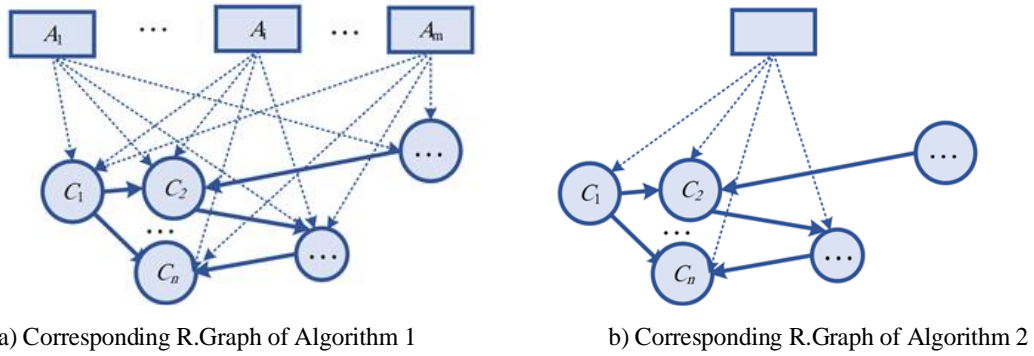 A1 ... Ai ... Am
...
C1 C2
...
Cn ...
a) Corresponding R.Graph of Algorithm 1
...
C1 C2
...
Cn ...
b) Corresponding R.Graph of Algorithm 2